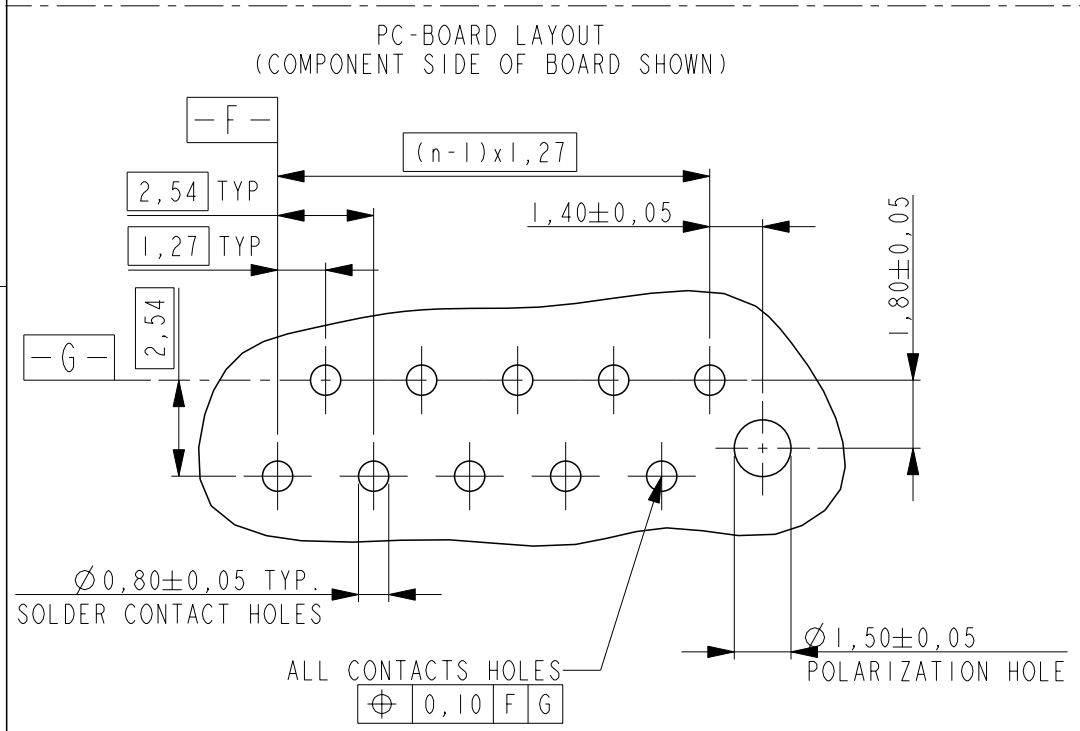 PC-BOARD LAYOUT
(COMPONENT SIDE OF BOARD SHOWN)
-F-
(n-1)x1,27
2,54 TYP
1,40±0,05
1,80±0,05
1,27 TYP
2,54
-G-
Ø0,80±0,05 TYP.
SOLDER CONTACT HOLES
Ø1,50±0,05
POLARIZATION HOLE
ALL CONTACTS HOLES
⌖ 0,10 F G